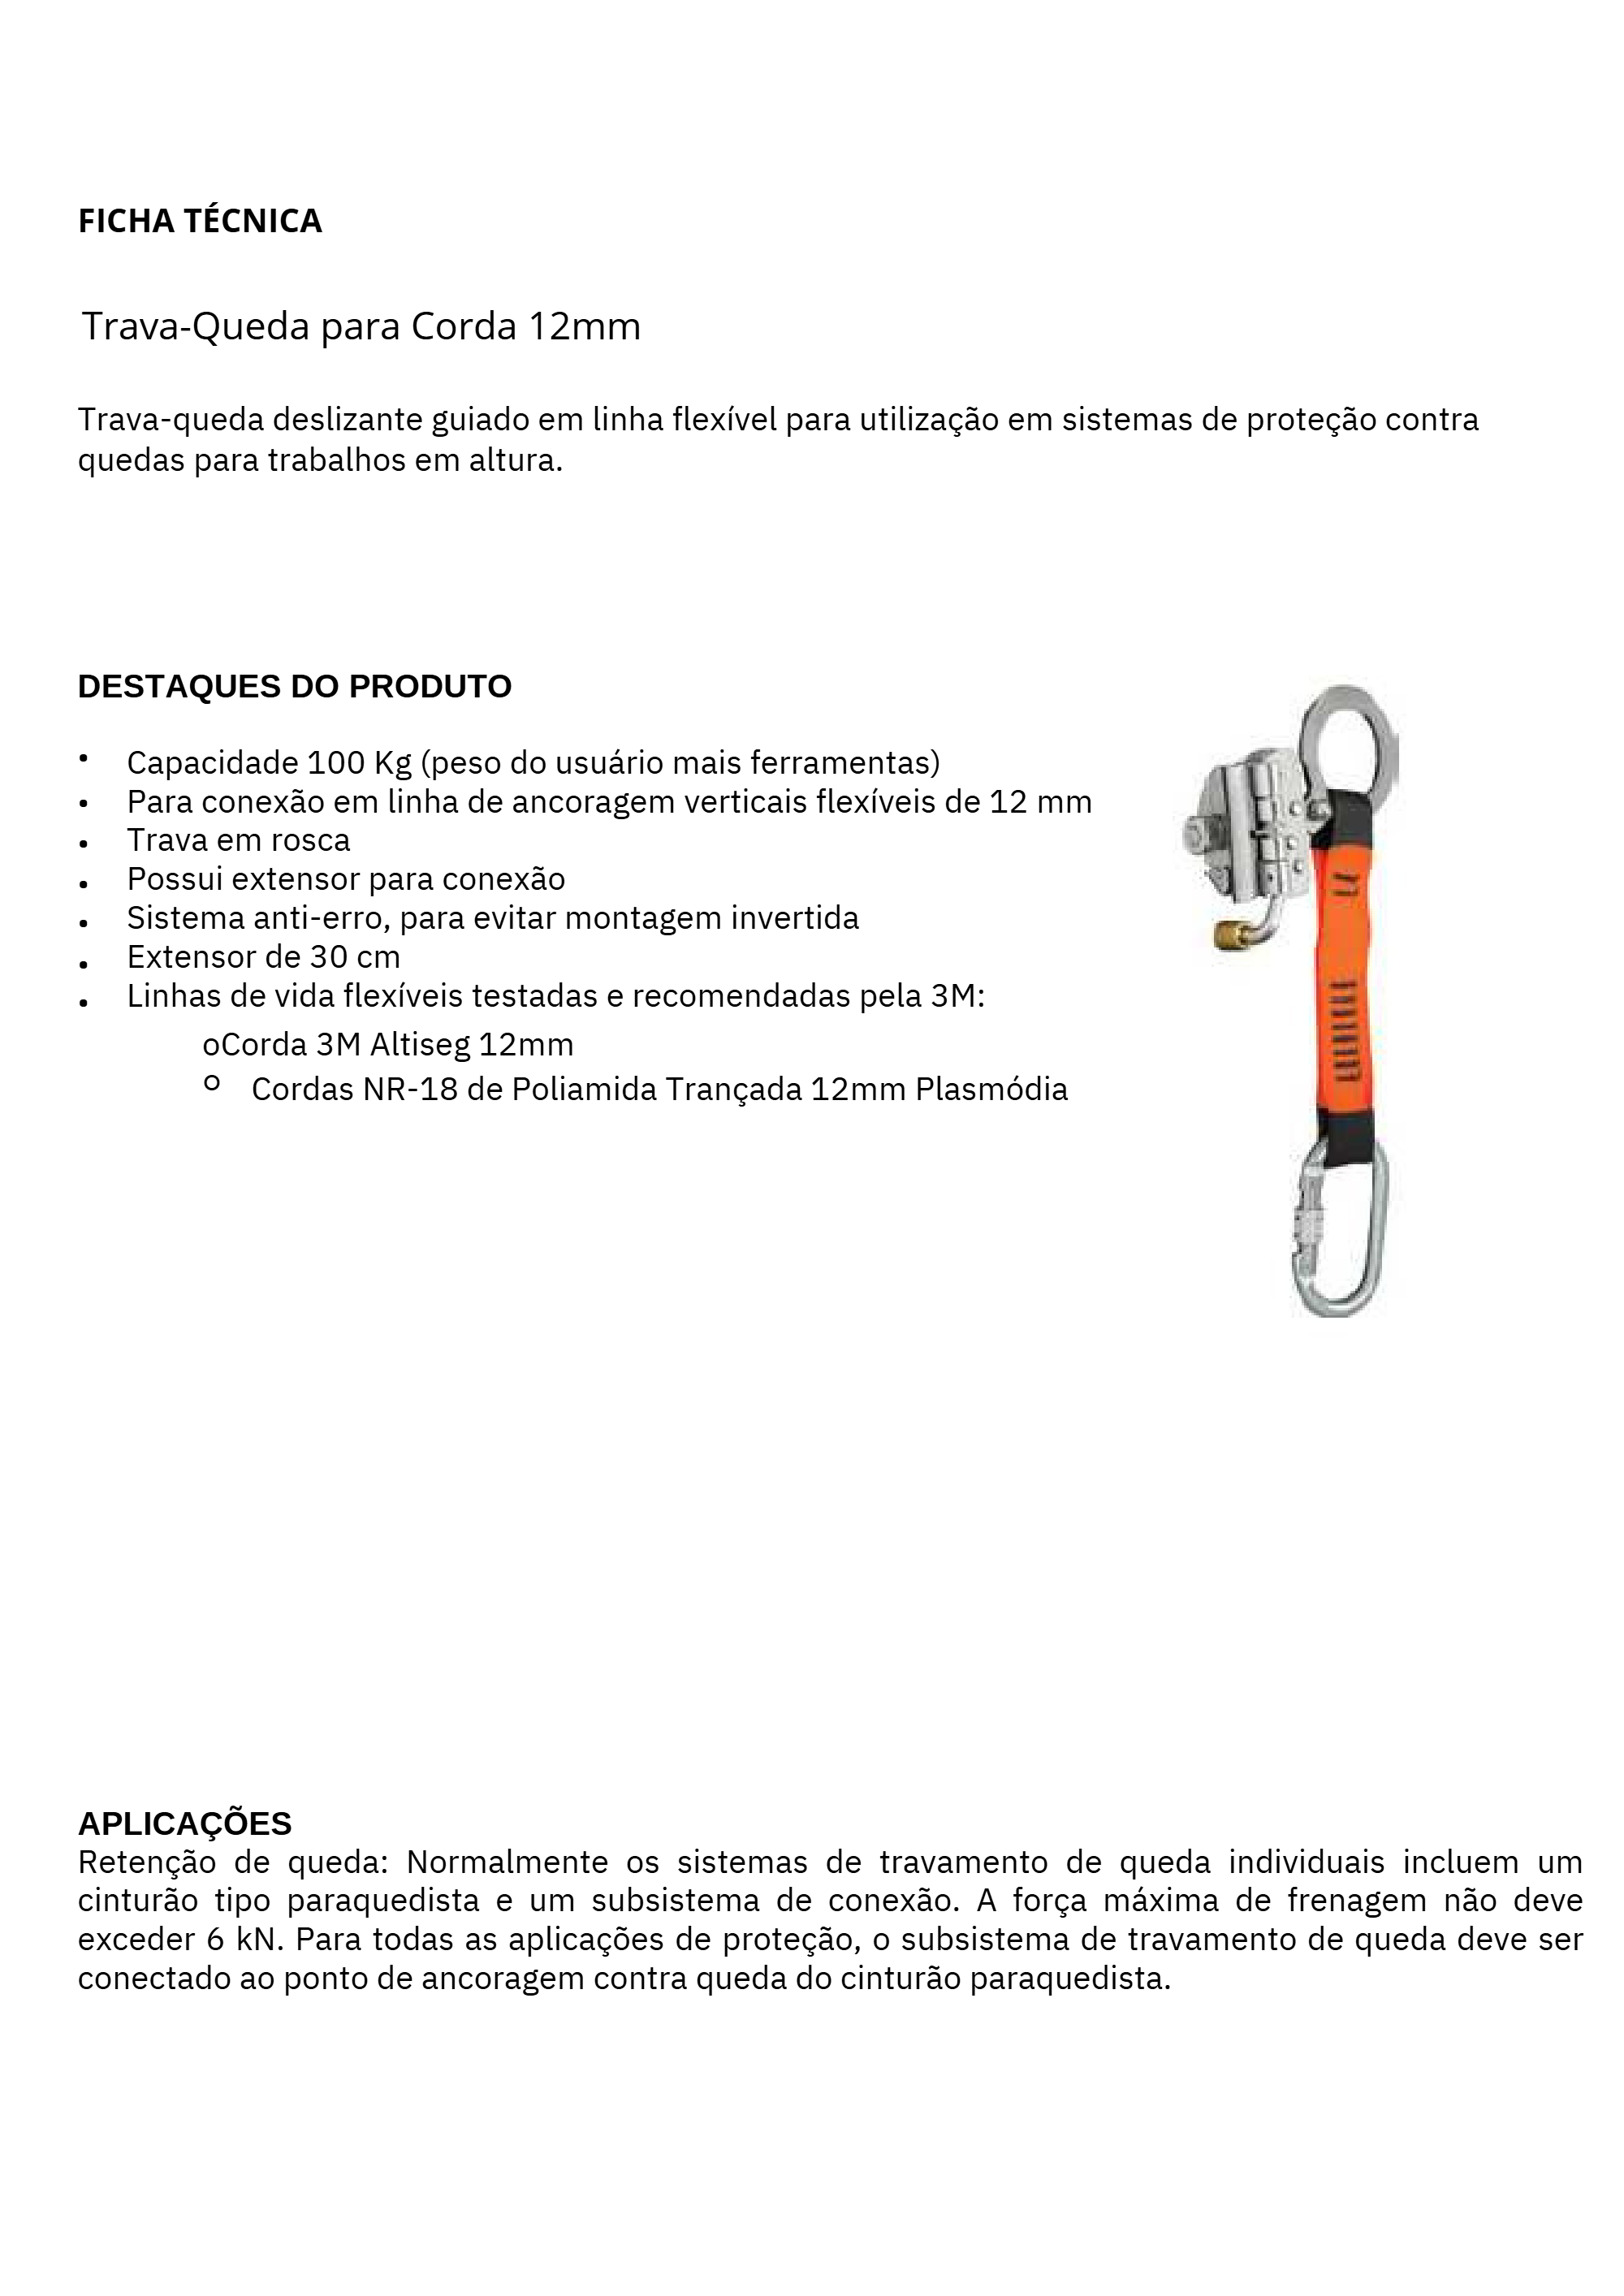 FICHA TÉCNICA
Trava-Queda para Corda 12mm
Trava-queda deslizante guiado em linha flexível para utilização em sistemas de proteção contra
quedas para trabalhos em altura.
DESTAQUES DO PRODUTO
• Capacidade 100 Kg (peso do usuário mais ferramentas)
• Para conexão em linha de ancoragem verticais flexíveis de 12 mm
• Trava em rosca
• Possui extensor para conexão
• Sistema anti-erro, para evitar montagem invertida
• Extensor de 30 cm
• Linhas de vida flexíveis testadas e recomendadas pela 3M:
oCorda 3M Altiseg 12mm
o Cordas NR-18 de Poliamida Trançada 12mm Plasmódia
APLICAÇÕES
Retenção de queda: Normalmente os sistemas de travamento de queda individuais incluem um
cinturão tipo paraquedista e um subsistema de conexão. A força máxima de frenagem não deve
exceder 6 kN. Para todas as aplicações de proteção, o subsistema de travamento de queda deve ser
conectado ao ponto de ancoragem contra queda do cinturão paraquedista.